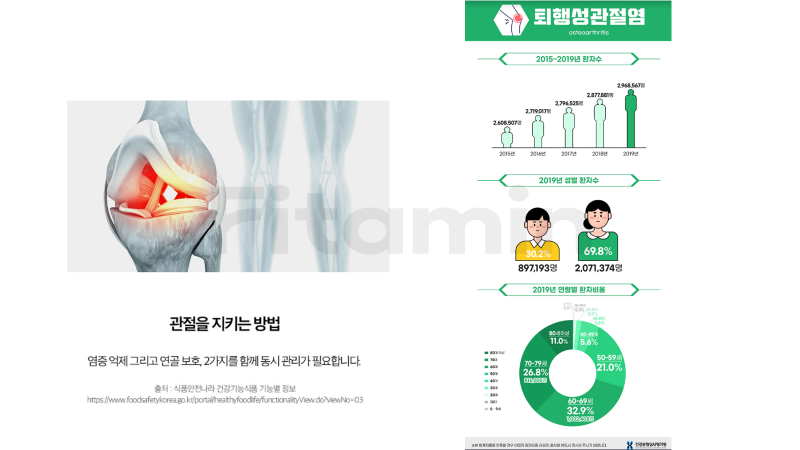 관절을 지키는 방법
염증 억제 그리고 연골 보호, 2가지를 함께 동시 관리가 필요합니다.
출처 : 식품안전나라 건강기능식품 기능별 정보
https://www.foodsafetykorea.go.kr/portal/healthyfoodlife/functionalityView.do?viewNo=03
Fitamin
퇴행성관절염
osteoarthritis
2015~2019년 환자수
2,608,507명
2,719,017명
2,796,525명
2,877,881명
2,968,567명
2015년 2016년 2017년 2018년 2019년
2019년 성별 환자수
30.2% 69.8%
897,193명 2,071,374명
2019년 연령별 환자비율
80세이상
11.0%
40-49세
5.6%
50-59세
21.0%
70-79세
26.8%
60-69세
32.9%
건강보험심사평가원